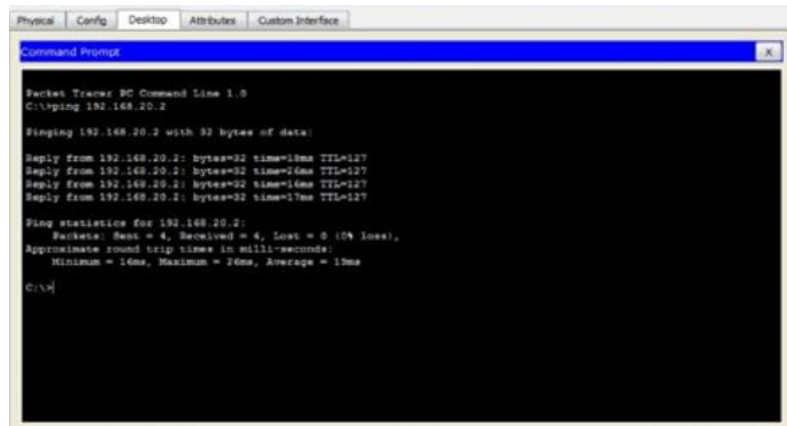 Physical Config Desktop Attributes Custom Interface
Command Prompt X
Packet Tracer PC Command Line 1.0
C:\>ping 192.168.20.2
Pinging 192.168.20.2 with 32 bytes of data:
Reply from 192.168.20.2: bytes=32 time=18ms TTL=127
Reply from 192.168.20.2: bytes=32 time=26ms TTL=127
Reply from 192.168.20.2: bytes=32 time=16ms TTL=127
Reply from 192.168.20.2: bytes=32 time=17ms TTL=127
Ping statistics for 192.168.20.2:
Packets: Sent = 4, Received = 4, Lost = 0 (0% loss),
Approximate round trip times in milli-seconds:
Minimum = 16ms, Maximum = 26ms, Average = 19ms
C:\>